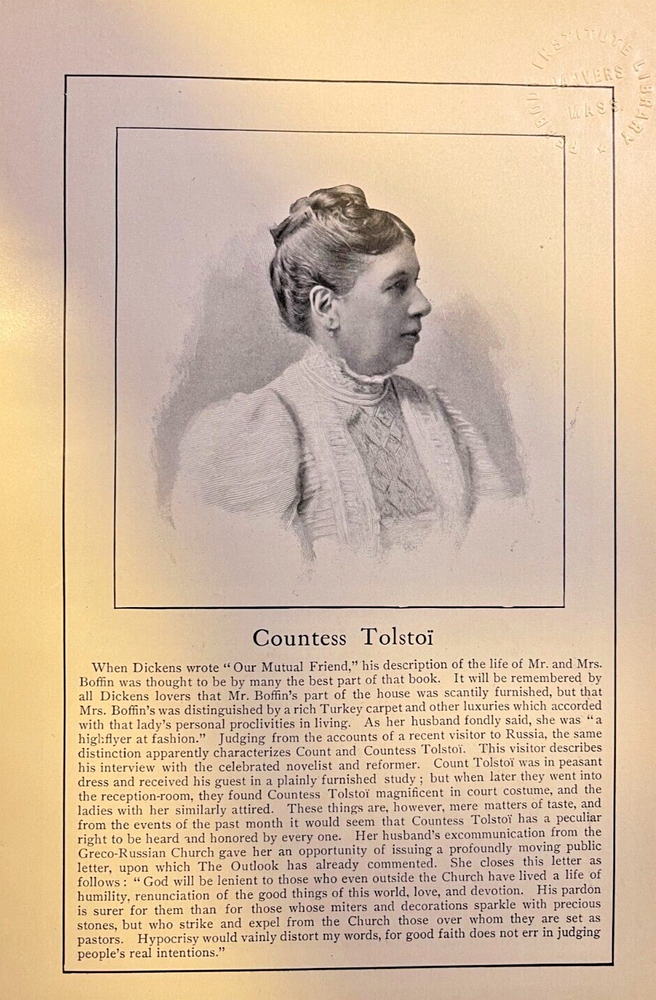 PEABODY INSTITUTE LIBRARY
DANVERS
MASS.
Countess Tolstoï
When Dickens wrote “Our Mutual Friend,” his description of the life of Mr. and Mrs.
Boffin was thought to be by many the best part of that book. It will be remembered by
all Dickens lovers that Mr. Boffin's part of the house was scantily furnished, but that
Mrs. Boffin's was distinguished by a rich Turkey carpet and other luxuries which accorded
with that lady's personal proclivities in living. As her husband fondly said, she was “a
high-flyer at fashion.” Judging from the accounts of a recent visitor to Russia, the same
distinction apparently characterizes Count and Countess Tolstoï. This visitor describes
his interview with the celebrated novelist and reformer. Count Tolstoï was in peasant
dress and received his guest in a plainly furnished study; but when later they went into
the reception-room, they found Countess Tolstoï magnificent in court costume, and the
ladies with her similarly attired. These things are, however, mere matters of taste, and
from the events of the past month it would seem that Countess Tolstoï has a peculiar
right to be heard and honored by every one. Her husband's excommunication from the
Greco-Russian Church gave her an opportunity of issuing a profoundly moving public
letter, upon which The Outlook has already commented. She closes this letter as
follows: “God will be lenient to those who even outside the Church have lived a life of
humility, renunciation of the good things of this world, love, and devotion. His pardon
is surer for them than for those whose miters and decorations sparkle with precious
stones, but who strike and expel from the Church those over whom they are set as
pastors. Hypocrisy would vainly distort my words, for good faith does not err in judging
people's real intentions.”